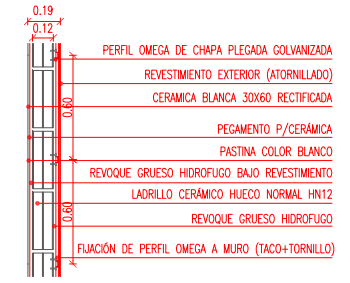 0.19
0.12
PERFIL OMEGA DE CHAPA PLEGADA GOLVANIZADA
REVESTIMIENTO EXTERIOR (ATORNILLADO)
CERAMICA BLANCA 30X60 RECTIFICADA
0.60
PEGAMENTO P/CERÁMICA
PASTINA COLOR BLANCO
REVOQUE GRUESO HIDROFUGO BAJO REVESTIMIENTO
LADRILLO CERÁMICO HUECO NORMAL HN12
0.60
REVOQUE GRUESO HIDROFUGO
FIJACIÓN DE PERFIL OMEGA A MURO (TACO+TORNILLO)